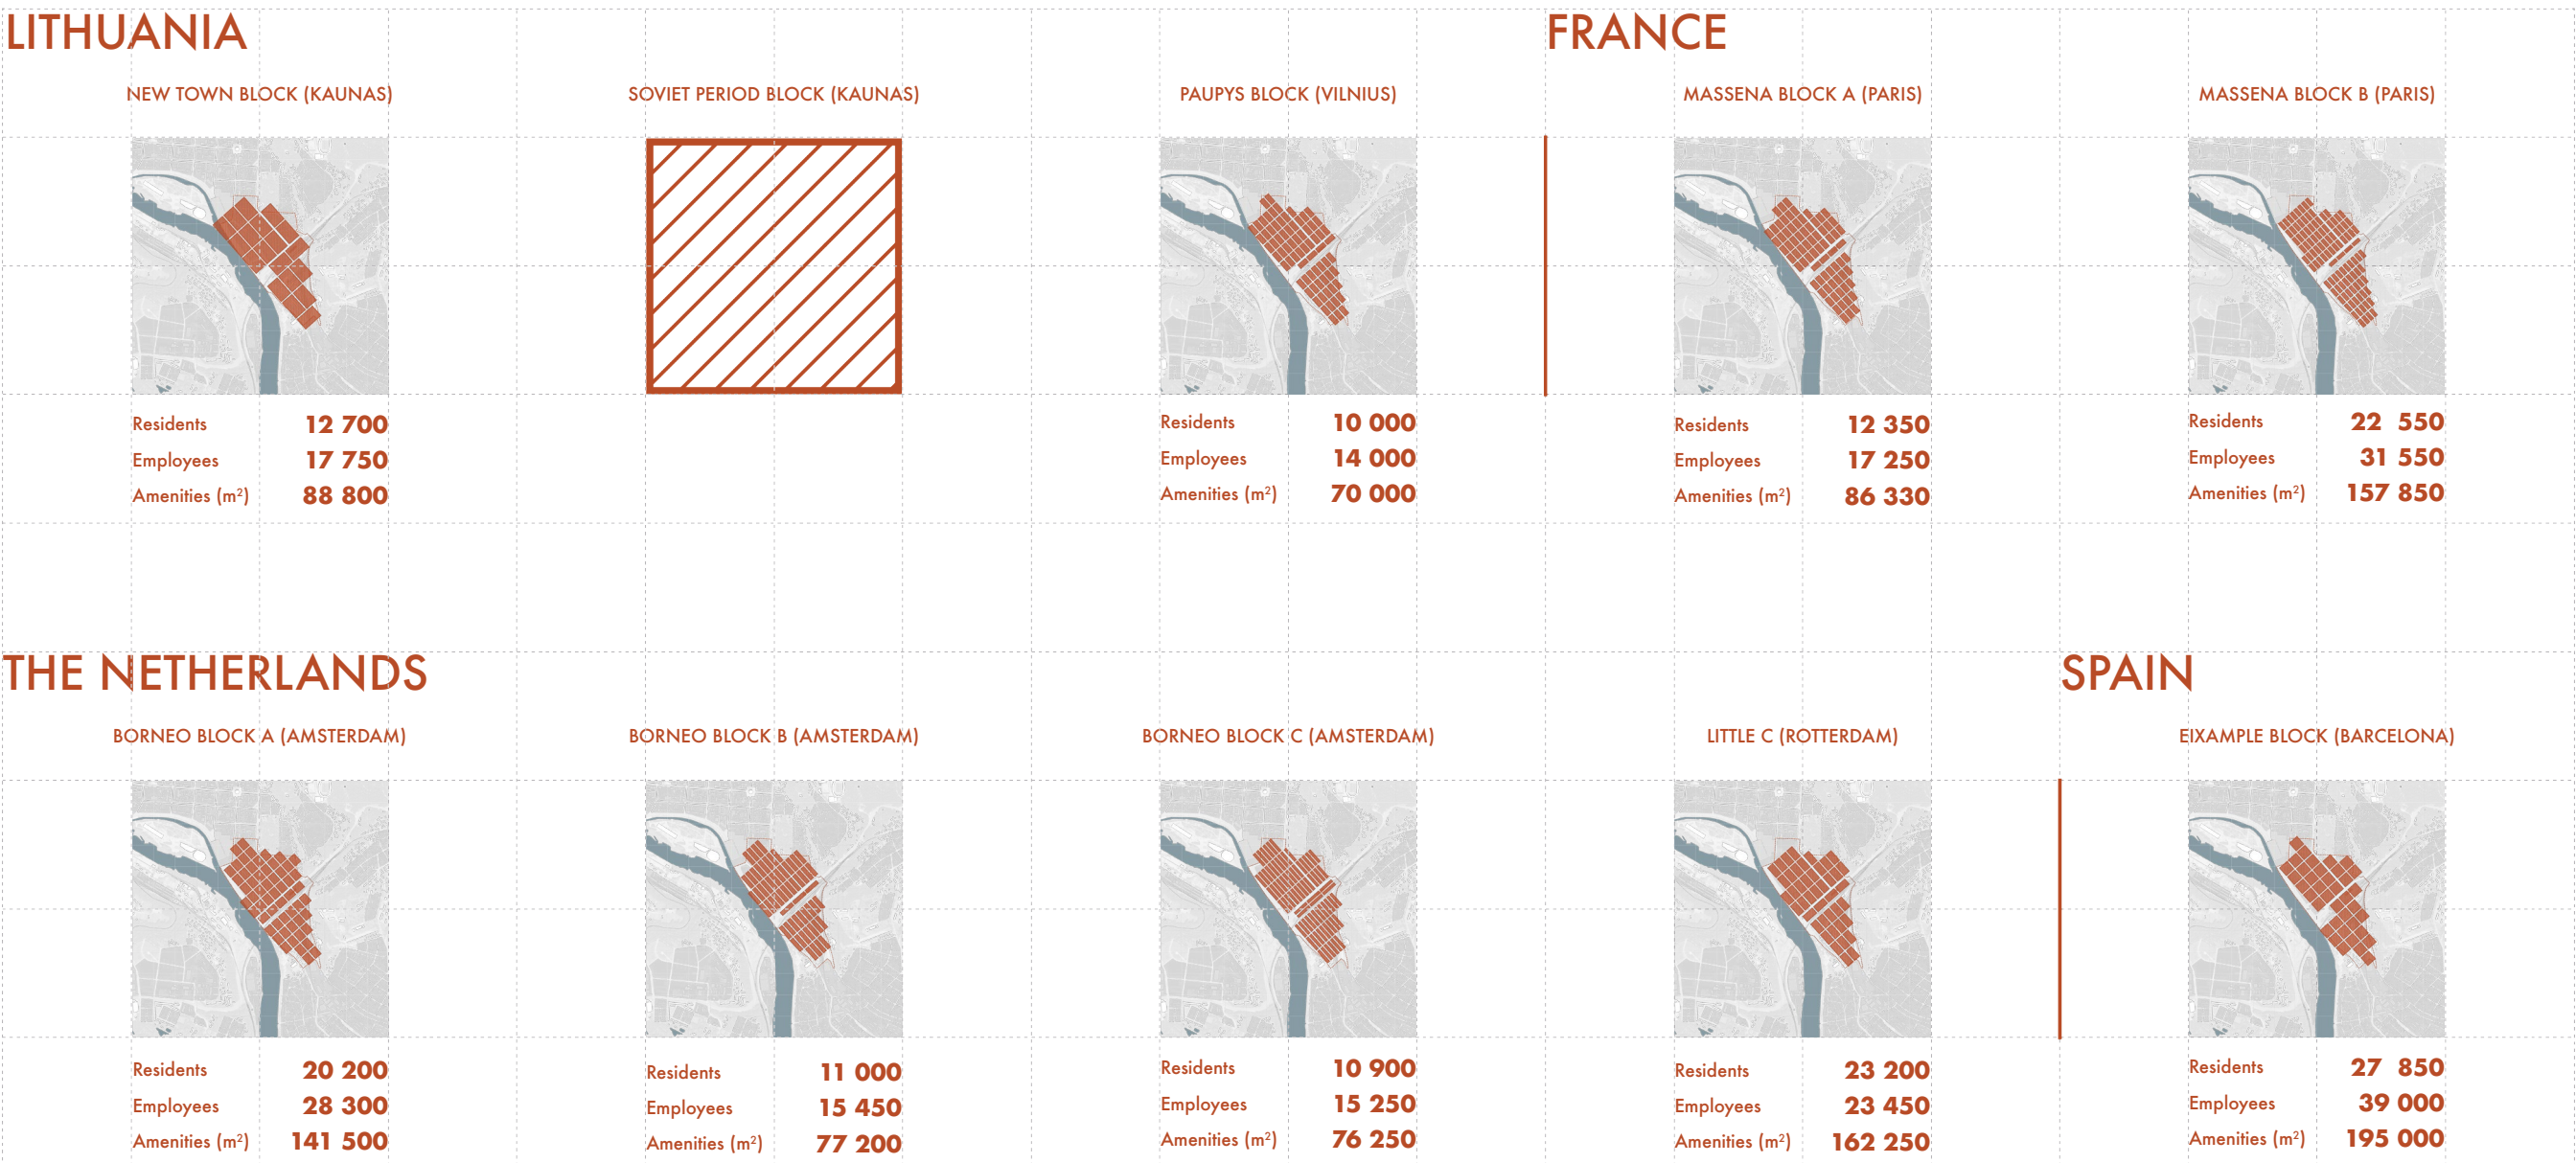 LITHUANIA
FRANCE
NEW TOWN BLOCK (KAUNAS)
SOVIET PERIOD BLOCK (KAUNAS)
PAUPYS BLOCK (VILNIUS)
MASSENA BLOCK A (PARIS)
MASSENA BLOCK B (PARIS)
Residents 12 700
Employees 17 750
Amenities (m²) 88 800
Residents 10 000
Employees 14 000
Amenities (m²) 70 000
Residents 12 350
Employees 17 250
Amenities (m²) 86 330
Residents 22 550
Employees 31 550
Amenities (m²) 157 850
THE NETHERLANDS
SPAIN
BORNEO BLOCK A (AMSTERDAM)
BORNEO BLOCK B (AMSTERDAM)
BORNEO BLOCK C (AMSTERDAM)
LITTLE C (ROTTERDAM)
EIXAMPLE BLOCK (BARCELONA)
Residents 20 200
Employees 28 300
Amenities (m²) 141 500
Residents 11 000
Employees 15 450
Amenities (m²) 77 200
Residents 10 900
Employees 15 250
Amenities (m²) 76 250
Residents 23 200
Employees 23 450
Amenities (m²) 162 250
Residents 27 850
Employees 39 000
Amenities (m²) 195 000